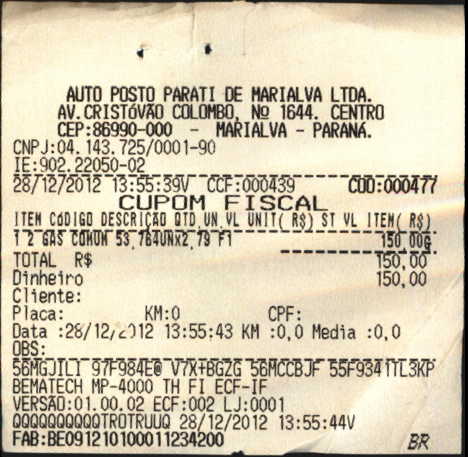 AUTO POSTO PARATI DE MARIALVA LTDA.
AV.CRISTóVÃO COLOMBO, Nº 1644. CENTRO
CEP:86990-000 - MARIALVA - PARANÁ.
CNPJ:04.143.725/0001-90
IE:902.22050-02
28/12/2012 13:55:39V CCF:000439 COO:000477
CUPOM FISCAL
ITEM CóDIGO DESCRIÇÃO QTD.UN.VL UNIT( R$) ST VL ITEM( R$)
1 2 GAS COMUM 53,764UNx2,79 F1 150,00g
TOTAL R$ 150,00
Dinheiro 150,00
Cliente:
Placa: KM:0 CPF:
Data :28/12/2012 13:55:43 KM :0,0 Media :0,0
OBS:
56MGJILI 97F984E@ V7X+BGZG 56MCCBJF 55F9341TL3KP
BEMATECH MP-4000 TH FI ECF-IF
VERSÃO:01.00.02 ECF:002 LJ:0001
QQQQQQQQQQTROTRUUQ 28/12/2012 13:55:44V
FAB:BE091210100011234200 BR